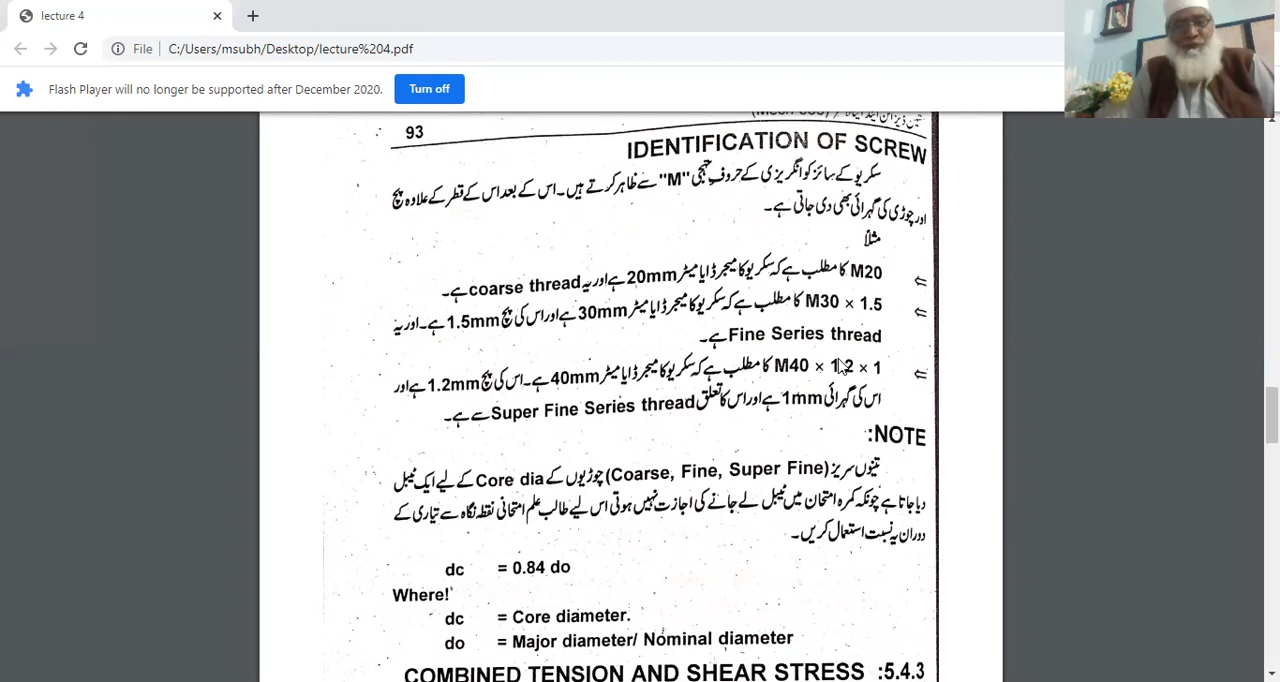 lecture 4
File
C:/Users/msubh/Desktop/lecture%204.pdf
Flash Player will no longer be supported after December 2020.
Turn off
93
IDENTIFICATION OF SCREW
سکریو کے سائز کو انگریزی کے حروف تہجی "M" سے ظاہر کرتے ہیں۔ اس کے بعد اس کے قطر کے علاوہ پچ
اور چوڑی کی گہرائی بھی دی جاتی ہے۔
مثلاً
⇐ M20 کا مطلب ہے کہ سکریو کا میجر ڈایا میٹر 20mm ہے اور یہ coarse thread ہے۔
⇐ M30 × 1.5 کا مطلب ہے کہ سکریو کا میجر ڈایا میٹر 30mm ہے اور اس کی پچ 1.5mm ہے۔ اور یہ
Fine Series thread ہے۔
⇐ M40 × 1.2 × 1 کا مطلب ہے کہ سکریو کا میجر ڈایا میٹر 40mm ہے۔ اس کی پچ 1.2mm ہے اور
اس کی گہرائی 1mm ہے اور اس کا تعلق Super Fine Series thread سے ہے۔
NOTE:
تینوں سریز (Coarse, Fine, Super Fine) چوڑیوں کے Core dia کے لیے ایک ٹیبل
دیا جاتا ہے چونکہ کمرہ امتحان میں ٹیبل لے جانے کی اجازت نہیں ہوتی اس لیے طالب علم امتحانی نقطہ نگاہ سے تیاری کے
دوران یہ نسبت استعمال کریں۔
dc = 0.84 do
Where!
dc = Core diameter.
do = Major diameter/ Nominal diameter
COMBINED TENSION AND SHEAR STRESS :5.4.3